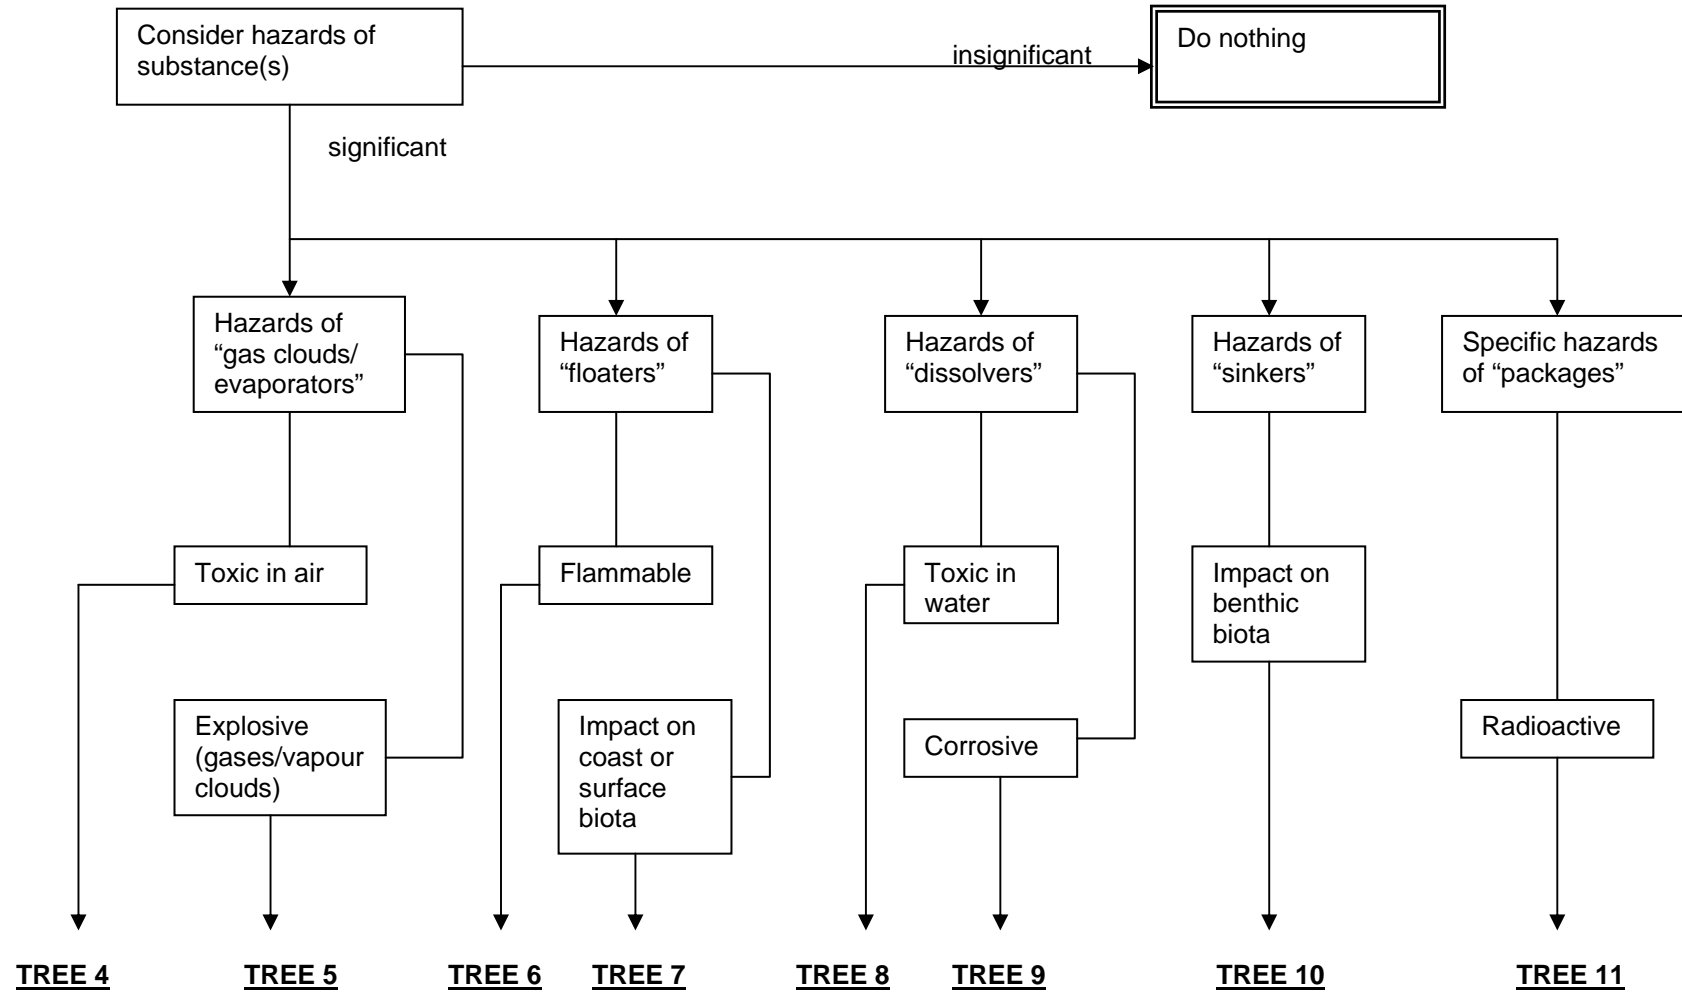 Consider hazards of
substance(s)
insignificant
Do nothing
significant
Hazards of
“gas clouds/
evaporators”
Hazards of
“floaters”
Hazards of
“dissolvers”
Hazards of
“sinkers”
Specific hazards
of “packages”
Toxic in air
Flammable
Toxic in
water
Impact on
benthic
biota
Explosive
(gases/vapour
clouds)
Impact on
coast or
surface
biota
Corrosive
Radioactive
TREE 4
TREE 5
TREE 6
TREE 7
TREE 8
TREE 9
TREE 10
TREE 11